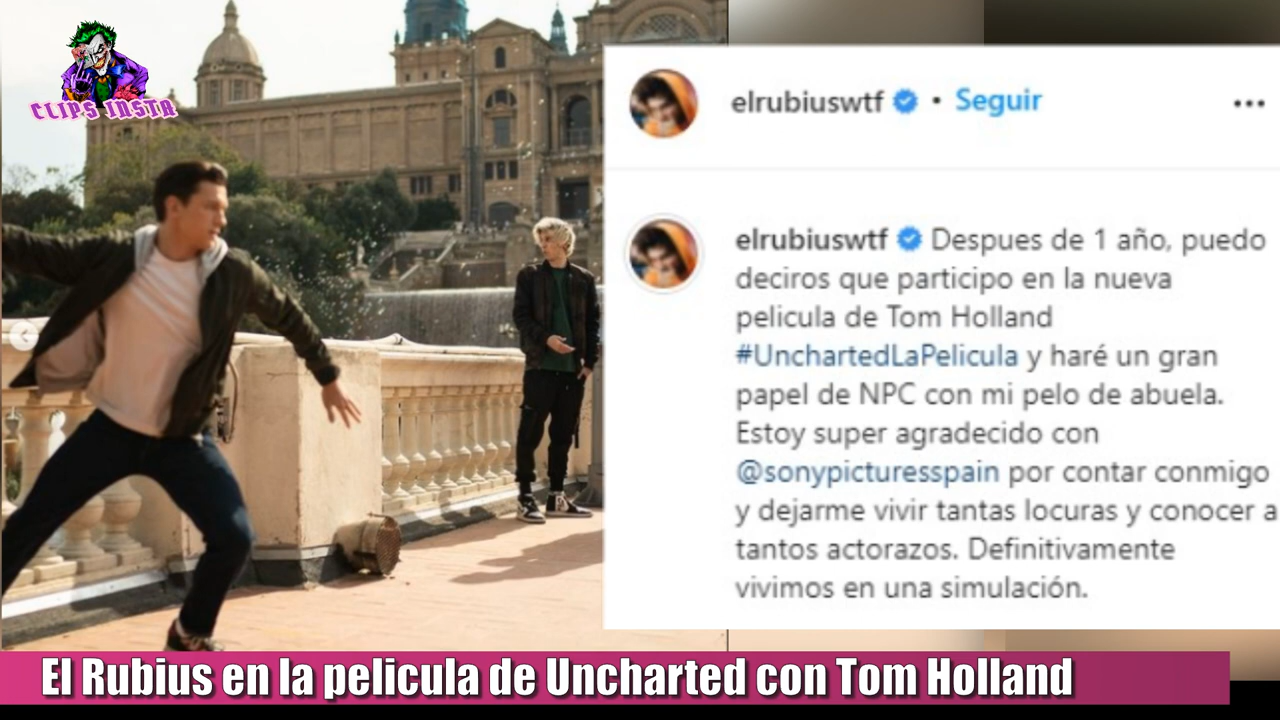 CLIPS INSTA
elrubiuswtf • Seguir ...
elrubiuswtf Despues de 1 año, puedo
deciros que participo en la nueva
pelicula de Tom Holland
#UnchartedLaPelicula y haré un gran
papel de NPC con mi pelo de abuela.
Estoy super agradecido con
@sonypicturesspain por contar conmigo
y dejarme vivir tantas locuras y conocer a
tantos actorazos. Definitivamente
vivimos en una simulación.
El Rubius en la pelicula de Uncharted con Tom Holland